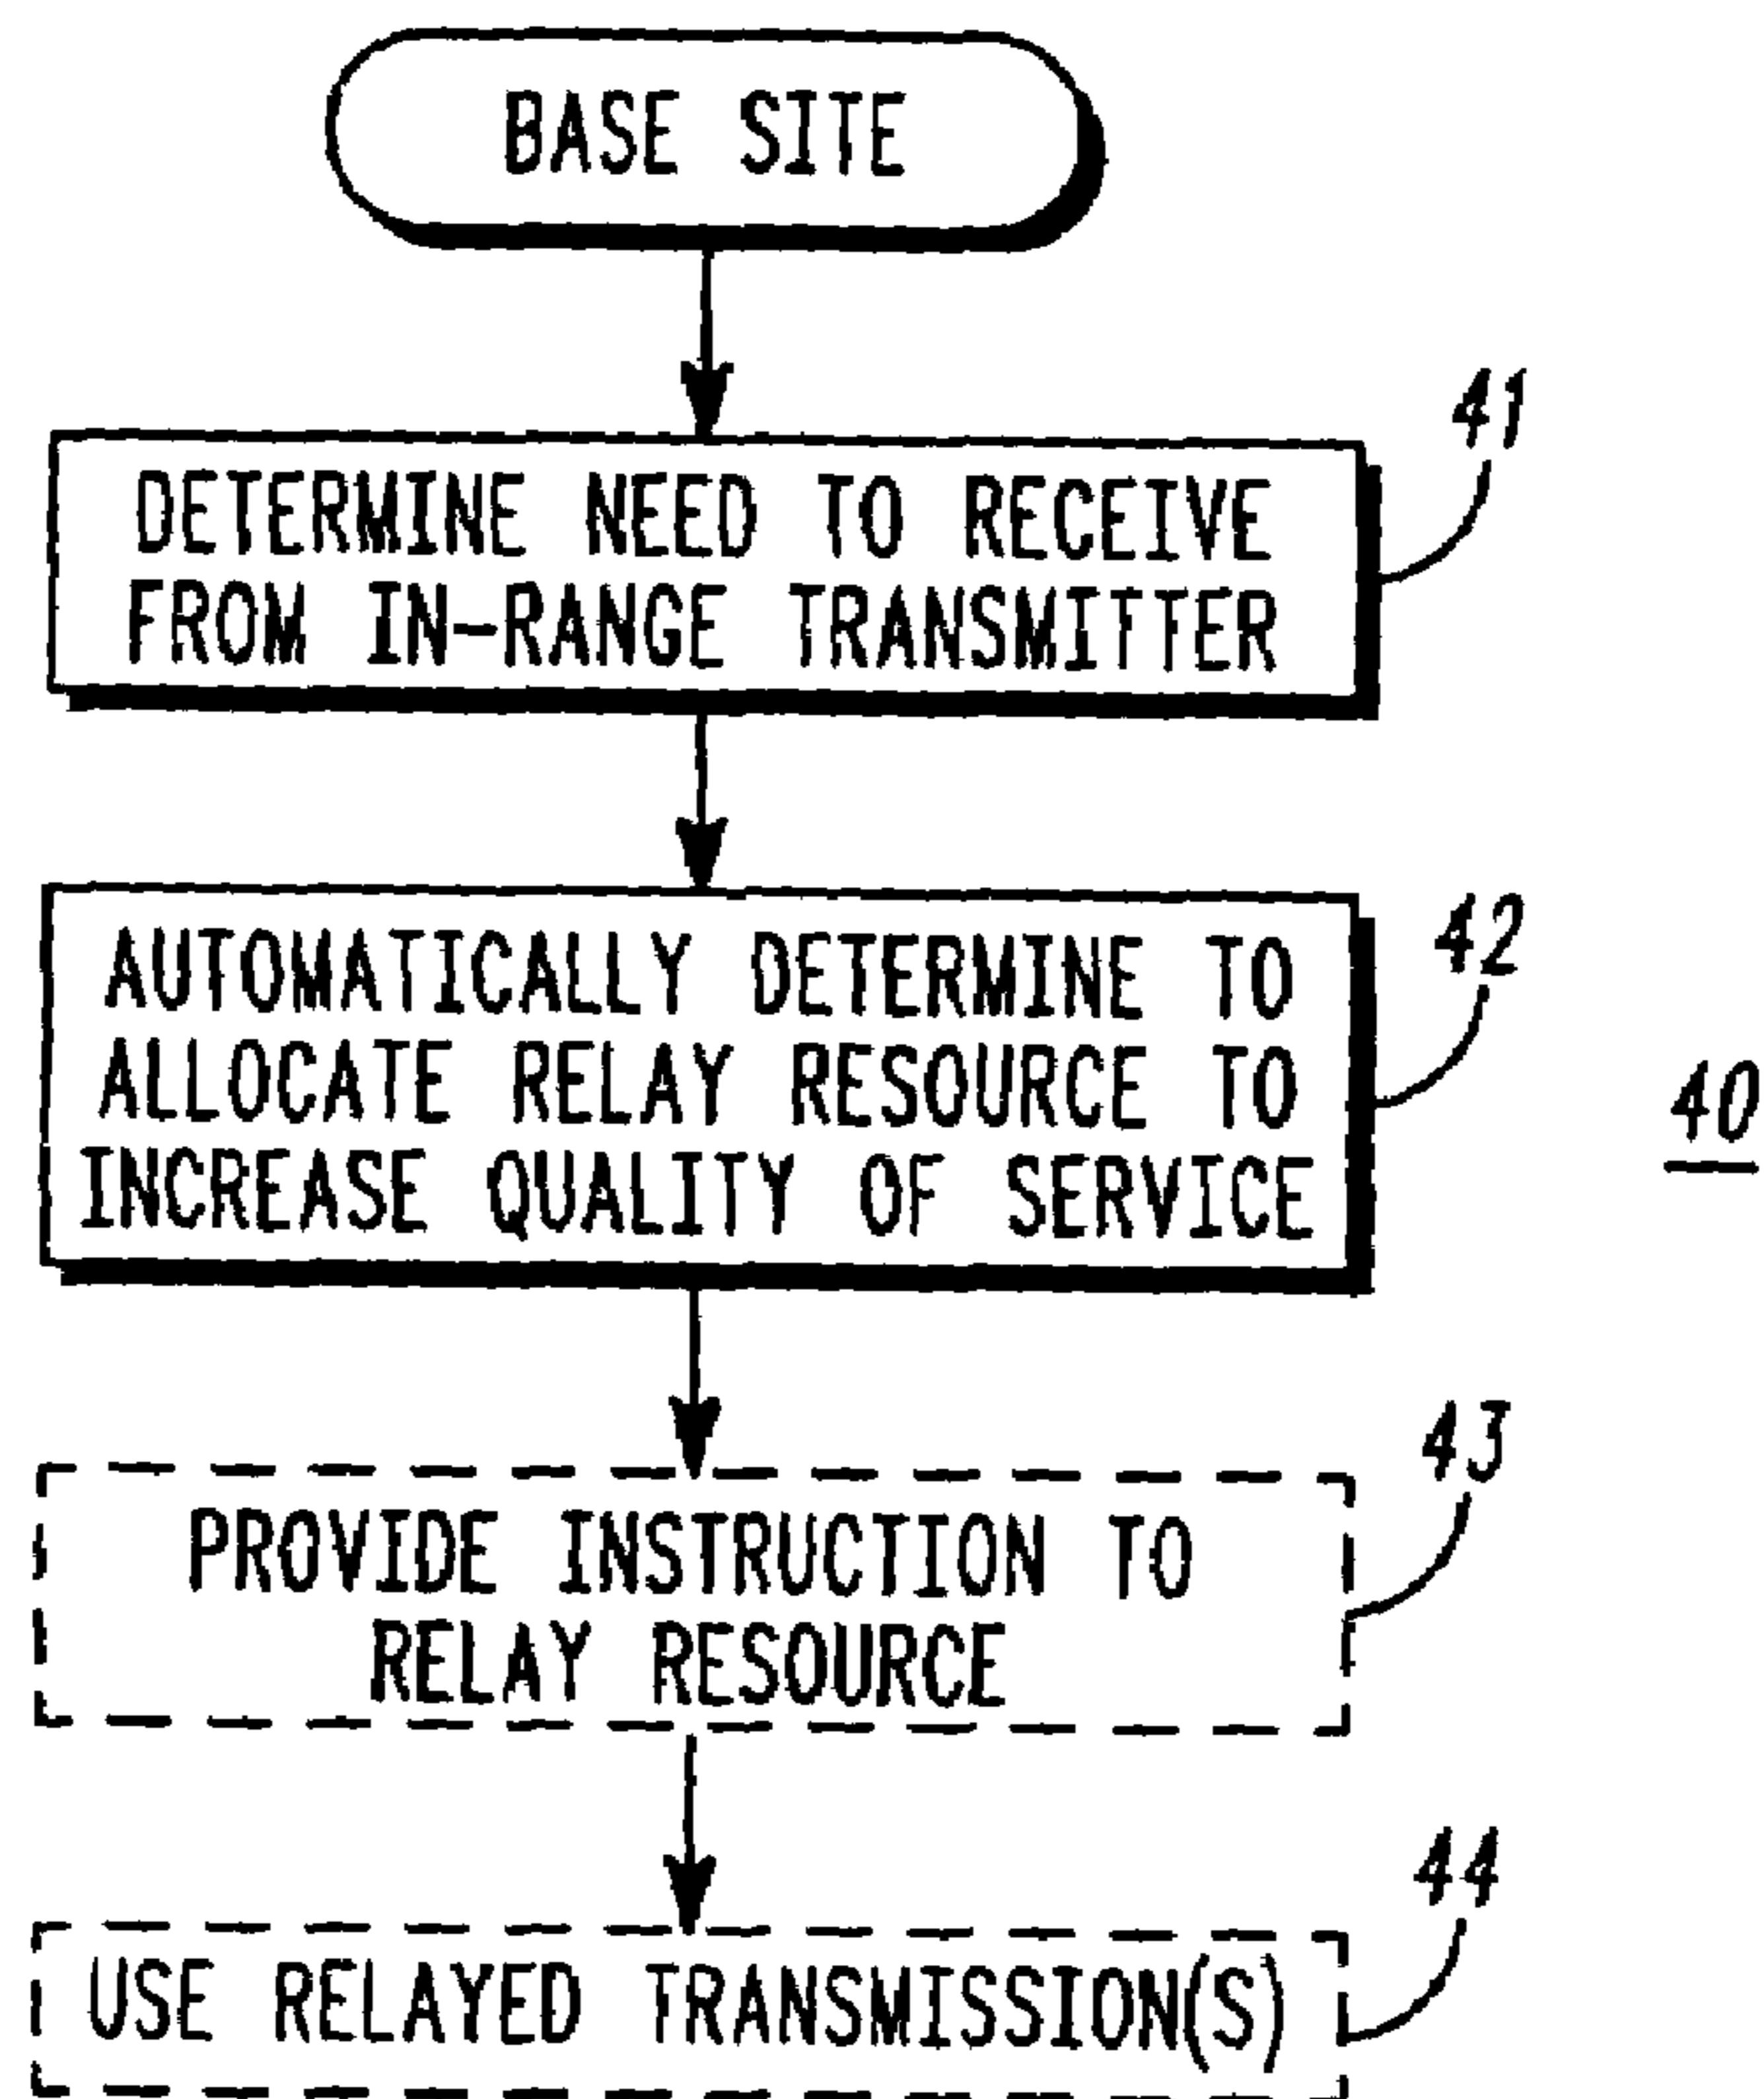 BASE SITE
41
DETERMINE NEED TO RECEIVE
FROM IN-RANGE TRANSMITTER
42
AUTOMATICALLY DETERMINE TO
ALLOCATE RELAY RESOURCE TO
INCREASE QUALITY OF SERVICE
40
43
PROVIDE INSTRUCTION TO
RELAY RESOURCE
44
USE RELAYED TRANSMISSION(S)